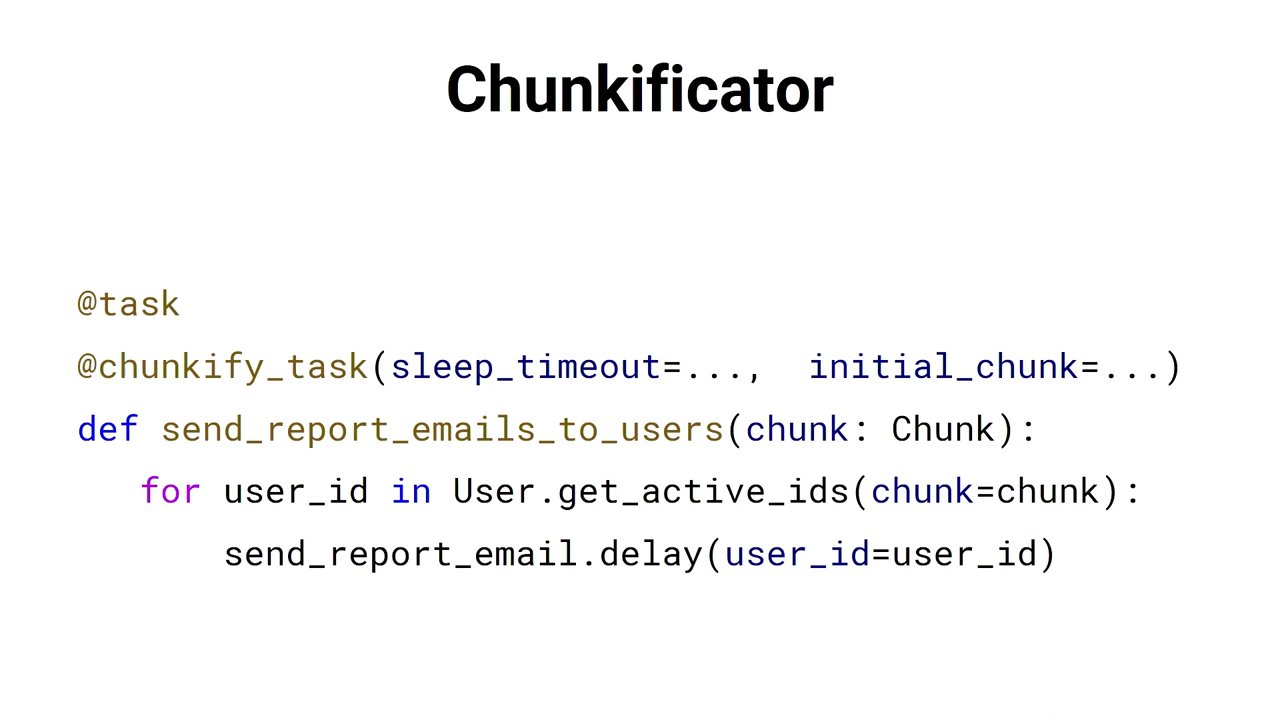 Chunkificator
@task
@chunkify_task(sleep_timeout=..., initial_chunk=...)
def send_report_emails_to_users(chunk: Chunk):
for user_id in User.get_active_ids(chunk=chunk):
send_report_email.delay(user_id=user_id)